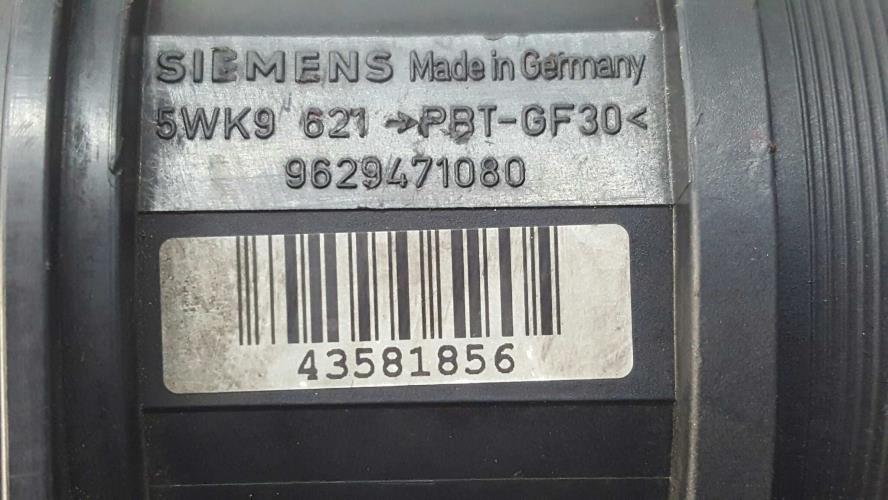 SIEMENS Made in Germany
5WK9 621 >PBT-GF30<
9629471080
43581856